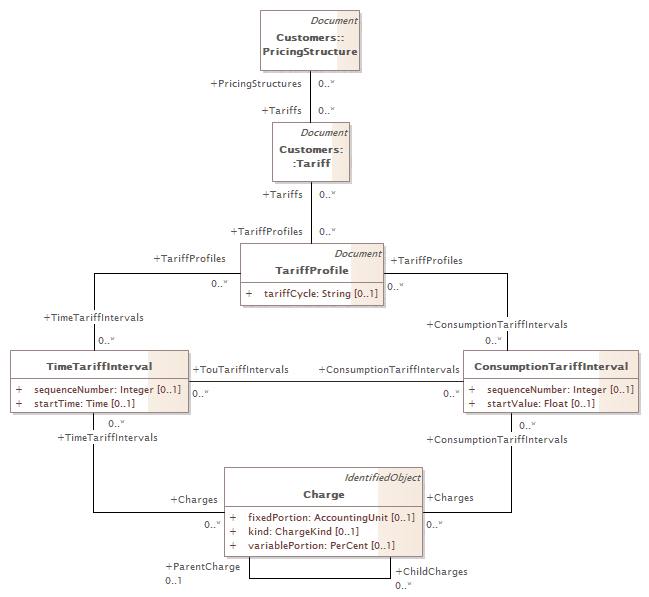 Document
Customers::
PricingStructure
+PricingStructures 0..*
+Tariffs 0..*
Document
Customers:
:Tariff
+Tariffs 0..*
+TariffProfiles 0..*
Document
TariffProfile
+ tariffCycle: String [0..1]
+TariffProfiles
0..*
+TariffProfiles
0..*
+TimeTariffIntervals
0..*
+ConsumptionTariffIntervals
0..*
TimeTariffInterval
+ sequenceNumber: Integer [0..1]
+ startTime: Time [0..1]
+TouTariffIntervals
0..*
+ConsumptionTariffIntervals
0..*
ConsumptionTariffInterval
+ sequenceNumber: Integer [0..1]
+ startValue: Float [0..1]
0..*
+TimeTariffIntervals
0..*
+ConsumptionTariffIntervals
IdentifiedObject
Charge
+ fixedPortion: AccountingUnit [0..1]
+ kind: ChargeKind [0..1]
+ variablePortion: PerCent [0..1]
+Charges
0..*
+Charges
0..*
+ParentCharge
0..1
+ChildCharges
0..*